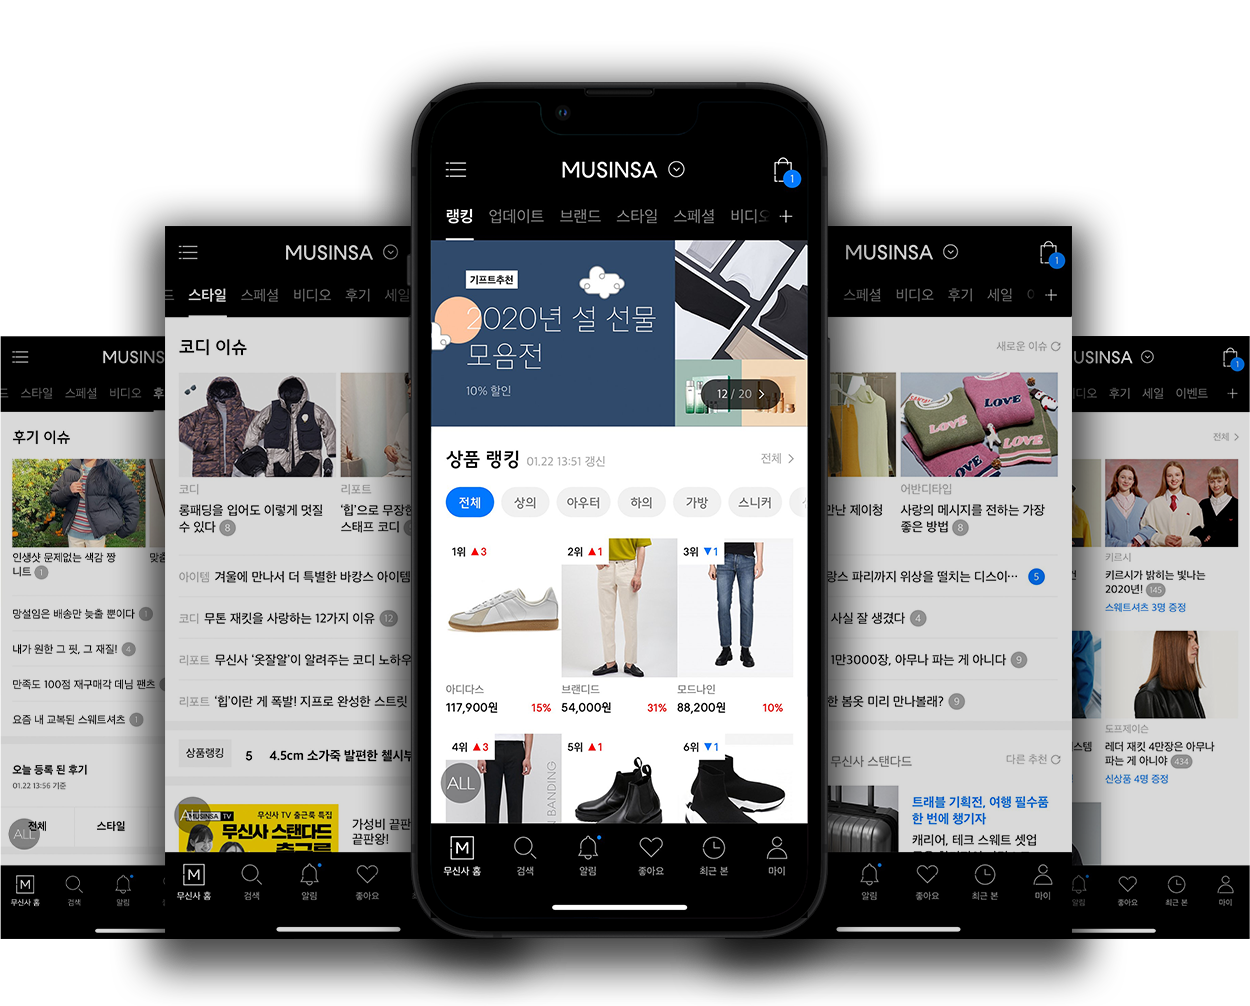 MUSINSA
1
랭킹 업데이트 브랜드 스타일 스페셜 비디오 +
기프트추천
2020년 설 선물
모음전
10% 할인
12 / 20
상품 랭킹 01.22 13:51 갱신
전체
전체 상의 아우터 하의 가방 스니커
1위 ▲3
2위 ▲1
3위 ▼1
아디다스
브랜디드
모드나인
117,900원 15%
54,000원 31%
88,200원 10%
4위 ▲3
5위 ▲1
6위 ▼1
ALL
N BANDING
M
무신사 홈 검색 알림 좋아요 최근 본 마이
MUSINSA
스타일 스페셜 비디오 후기 세일
코디 이슈
코디
롱패딩을 입어도 이렇게 멋질
수 있다 8
리포트
'힙'으로 무장한
스태프 코디
아이템 겨울에 만나서 더 특별한 바캉스 아이템
코디 무톤 재킷을 사랑하는 12가지 이유 12
리포트 무신사 '옷잘알'이 알려주는 코디 노하우
리포트 '힙'이란 게 폭발! 지프로 완성한 스트릿
상품랭킹 5 4.5cm 소가죽 발편한 첼시부
ALL
MUSINSA TV
무신사 TV 출근룩 특집
무신사 스탠다드
출근룩
가성비 끝판
끝판왕!
M
무신사 홈 검색 알림 좋아요
MUSINSA
1
스페셜 비디오 후기 세일 +
새로운 이슈
LOVE
LOVE
LOVE
만난 제이청
어반디타입
사랑의 메시지를 전하는 가장
좋은 방법 8
랑스 파리까지 위상을 떨치는 디스이… 5
사실 잘 생겼다 4
1만3000장, 아무나 파는 게 아니다 9
한 봄옷 미리 만나볼래? 9
무신사 스탠다드
다른 추천
트래블 기획전, 여행 필수품
한 번에 챙기자
캐리어, 테크 스웨트 셋업
알림 좋아요 최근 본 마이
MUSINS
스타일 스페셜 비디오 후
후기 이슈
인생샷 문제없는 색감 짱
니트 1
맞춤
망설임은 배송만 늦출 뿐이다 1
내가 원한 그 핏, 그 재질! 4
만족도 100점 재구매각 데님 팬츠
요즘 내 교복된 스웨트셔츠 1
오늘 등록 된 후기
01.22 13:56 기준
ALL
전체 스타일
M
무신사 홈 검색 알림
USINSA
1
비디오 후기 세일 이벤트 +
전체
키르시
키르시가 밝히는 빛나는
2020년! 145
스웨트셔츠 3명 증정
도프제이슨
레더 재킷 4만장은 아무나
파는 게 아니야 434
신상품 4명 증정
스템
알림 좋아요 최근 본 마이